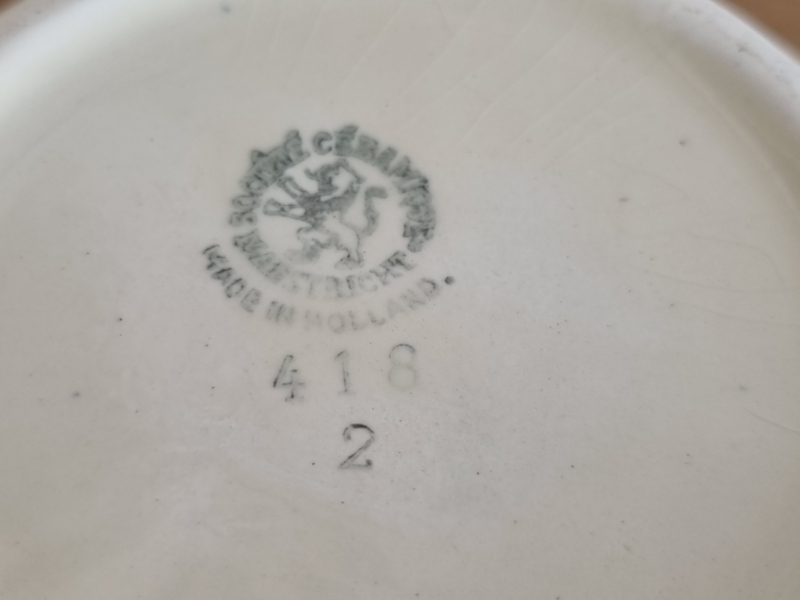 SOCIÉTÉ CÉRAMIQUE
MAESTRICHT
MADE IN HOLLAND.
418
2